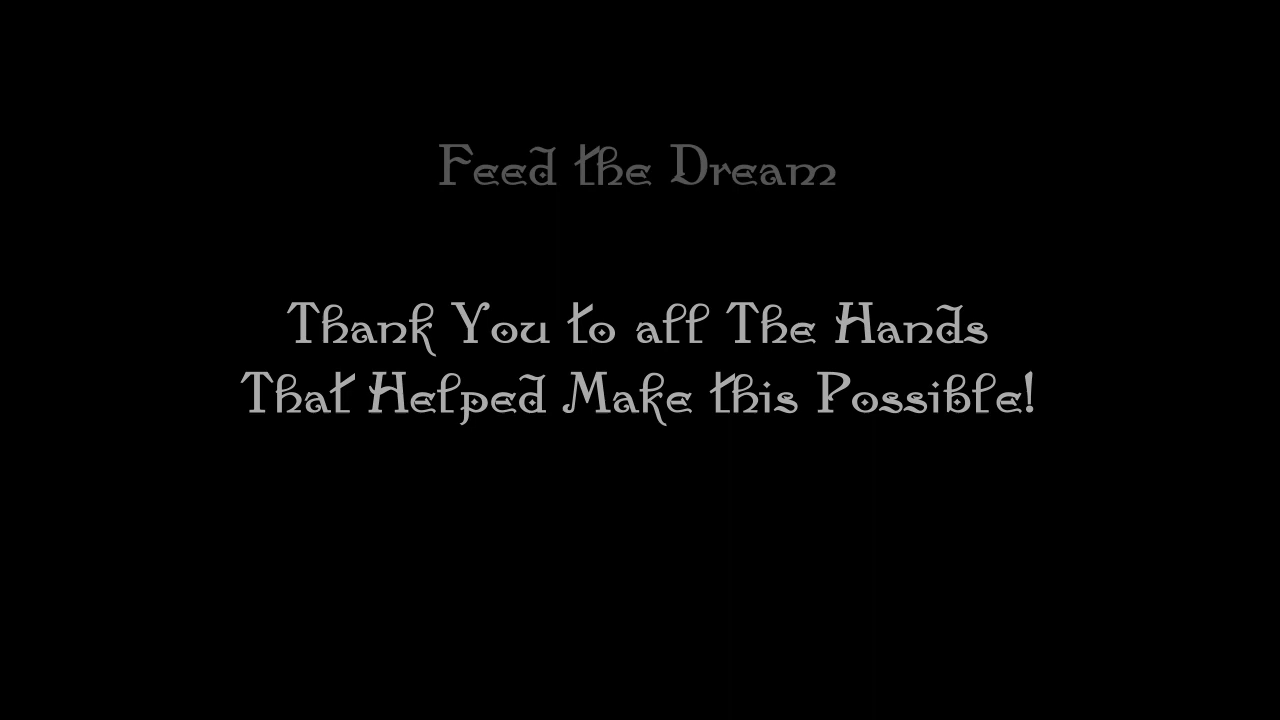 Feed the Dream
Thank You to all The Hands
That Helped Make this Possible!